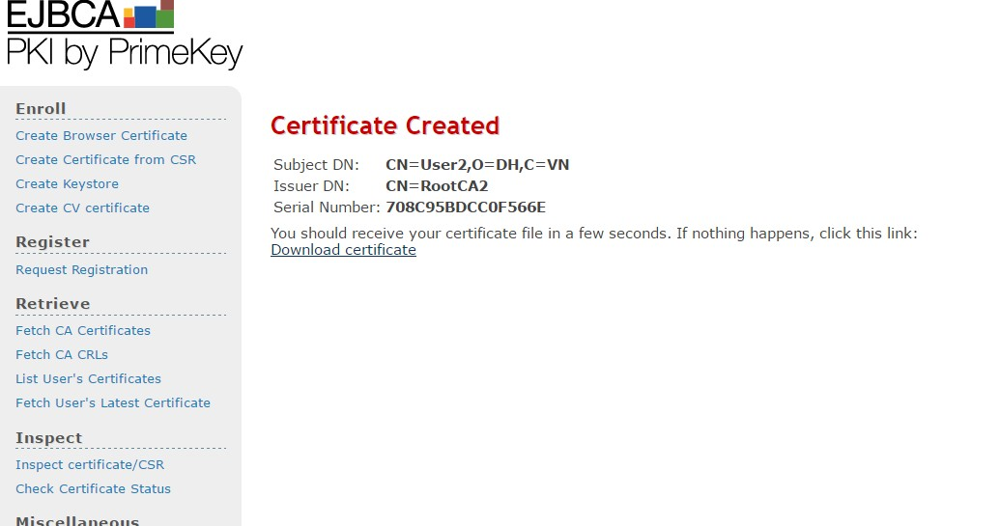 EJBCA
PKI by PrimeKey
Enroll
Create Browser Certificate
Create Certificate from CSR
Create Keystore
Create CV certificate
Register
Request Registration
Retrieve
Fetch CA Certificates
Fetch CA CRLs
List User's Certificates
Fetch User's Latest Certificate
Inspect
Inspect certificate/CSR
Check Certificate Status
Miscellaneous
Certificate Created
Subject DN: CN=User2,O=DH,C=VN
Issuer DN: CN=RootCA2
Serial Number: 708C95BDCC0F566E
You should receive your certificate file in a few seconds. If nothing happens, click this link:
Download certificate